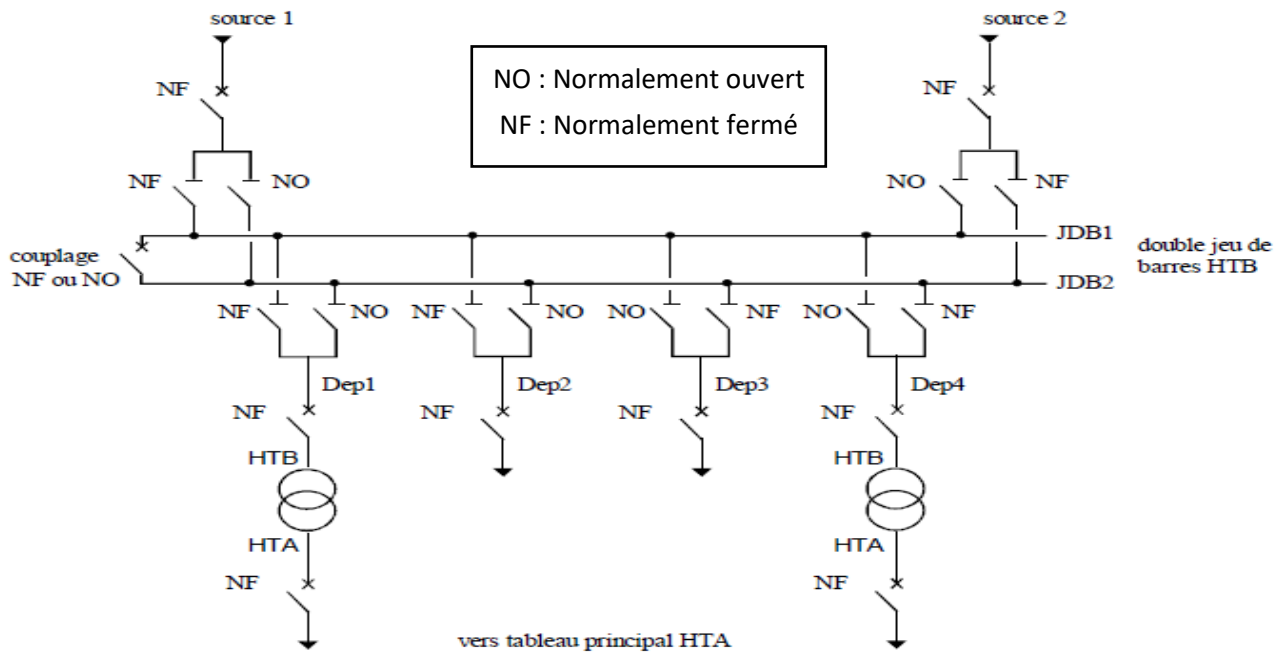 source 1
source 2
NO : Normalement ouvert
NF : Normalement fermé
NF
NF
NF
NO
NO
NF
couplage
NF ou NO
JDB1
JDB2
double jeu de
barres HTB
NF
NO
NF
NO
NO
NF
NO
NF
Dep1
Dep2
Dep3
Dep4
NF
NF
NF
NF
HTB
HTB
HTA
HTA
NF
NF
vers tableau principal HTA